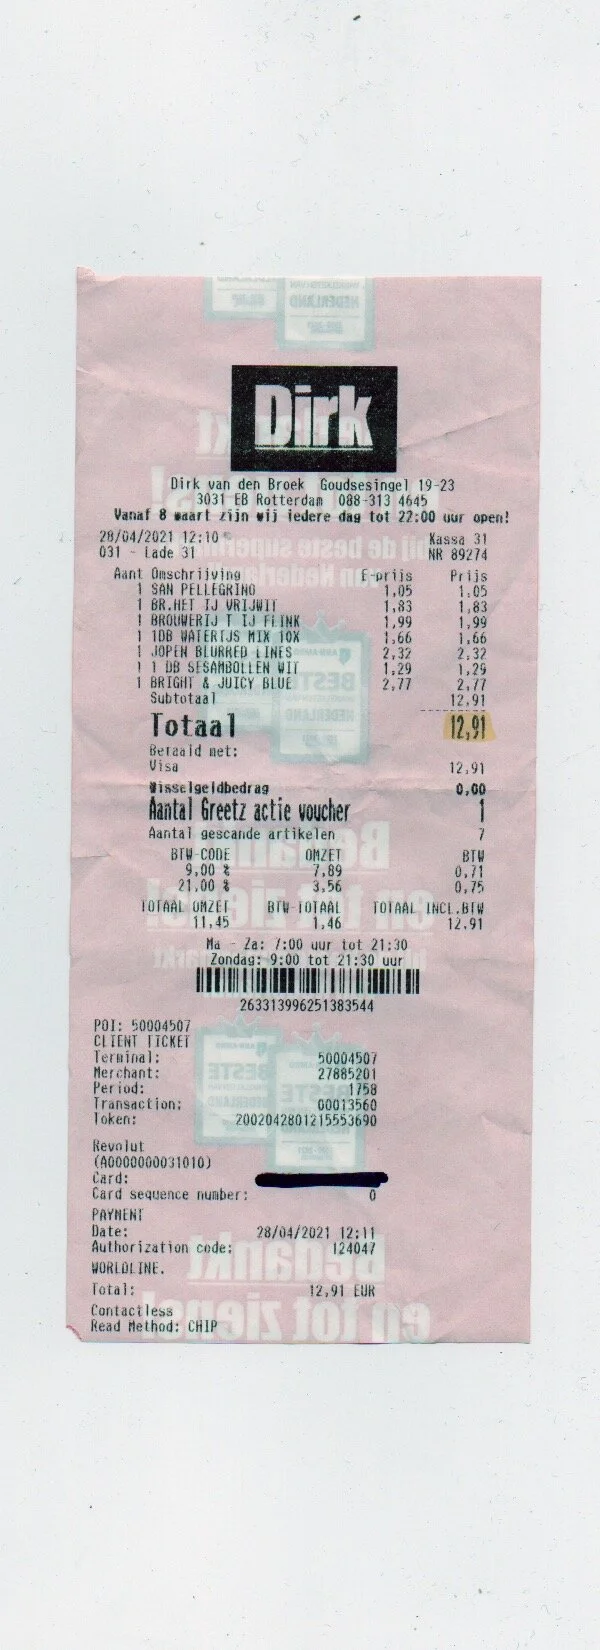 Dirk
Dirk van den Broek Goudsesingel 19-23
3031 EB Rotterdam 088-313 4645
Vanaf 8 maart zijn wij iedere dag tot 22:00 uur open!
28/04/2021 12:10 Kassa 31
031 - Lade 31 NR 89274
Aant Omschrijving E-prijs Prijs
1 SAN PELLEGRINO 1,05 1,05
1 BR.HET IJ VRIJWIT 1,83 1,83
1 BROUWERIJ T IJ FLINK 1,99 1,99
1 1DB WATERIJS MIX 10X 1,66 1,66
1 JOPEN BLURRED LINES 2,32 2,32
1 1 DB SESAMBOLLEN WIT 1,29 1,29
1 BRIGHT & JUICY BLUE 2,77 2,77
Subtotaal 12,91
Totaal 12,91
Betaald met:
Visa 12,91
Wisselgeldbedrag 0,00
Aantal Greetz actie voucher 1
Aantal gescande artikelen 7
BTW-CODE OMZET BTW
9,00 % 7,89 0,71
21,00 % 3,56 0,75
TOTAAL OMZET BTW-TOTAAL TOTAAL INCL.BTW
11,45 1,46 12,91
Ma - Za: 7:00 uur tot 21:30
Zondag: 9:00 tot 21:30 uur
263313996251383544
POI: 50004507
CLIENT TICKET
Terminal: 50004507
Merchant: 27885201
Period: 1758
Transaction: 00013560
Token: 2002042801215553690
Revolut
(A0000000031010)
Card:
Card sequence number: 0
PAYMENT
Date: 28/04/2021 12:11
Authorization code: 124047
WORLDLINE.
Total: 12,91 EUR
Contactless
Read Method: CHIP